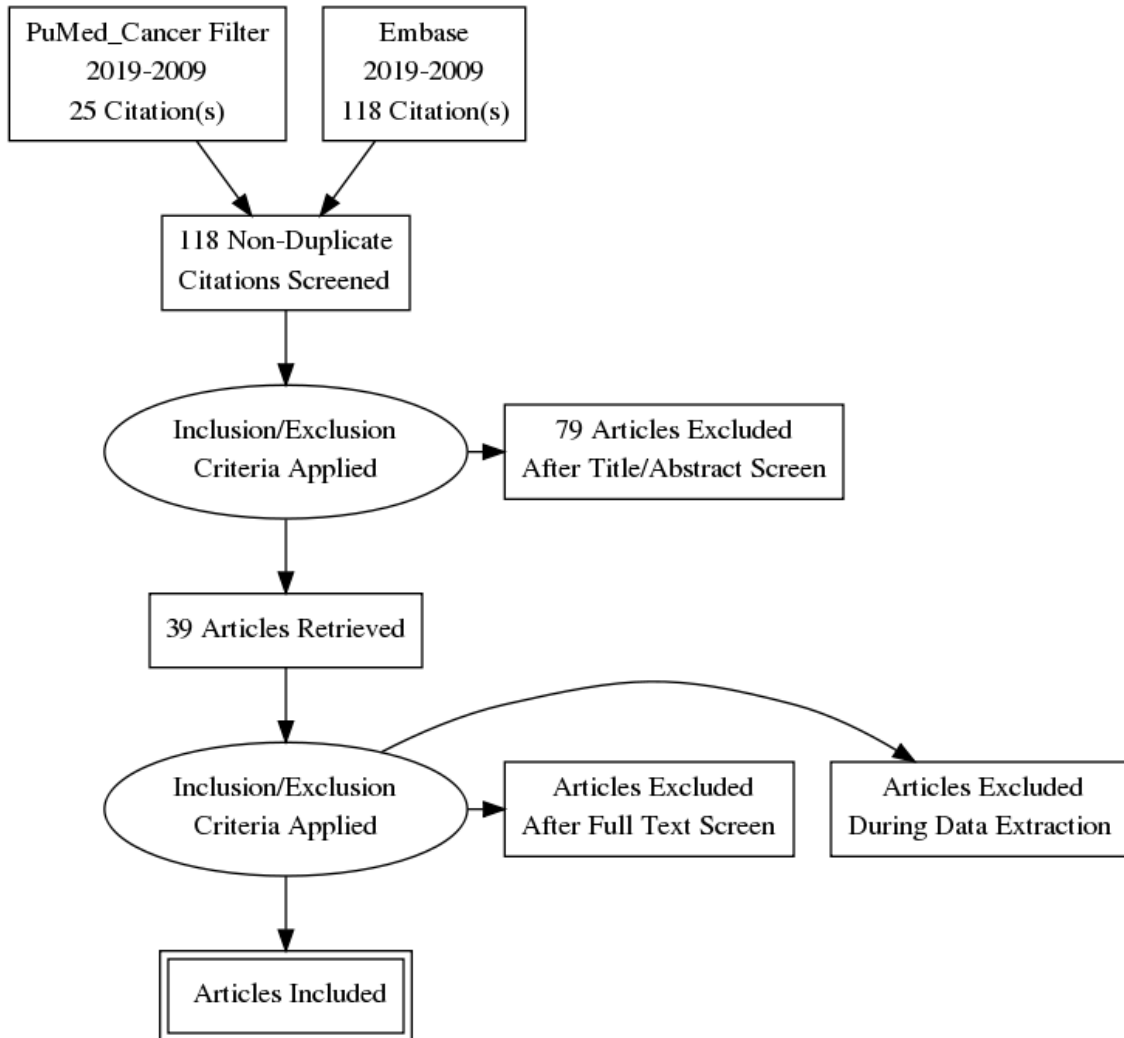 PuMed_Cancer Filter
2019-2009
25 Citation(s)
Embase
2019-2009
118 Citation(s)
118 Non-Duplicate
Citations Screened
Inclusion/Exclusion
Criteria Applied
79 Articles Excluded
After Title/Abstract Screen
39 Articles Retrieved
Inclusion/Exclusion
Criteria Applied
Articles Excluded
After Full Text Screen
Articles Excluded
During Data Extraction
Articles Included